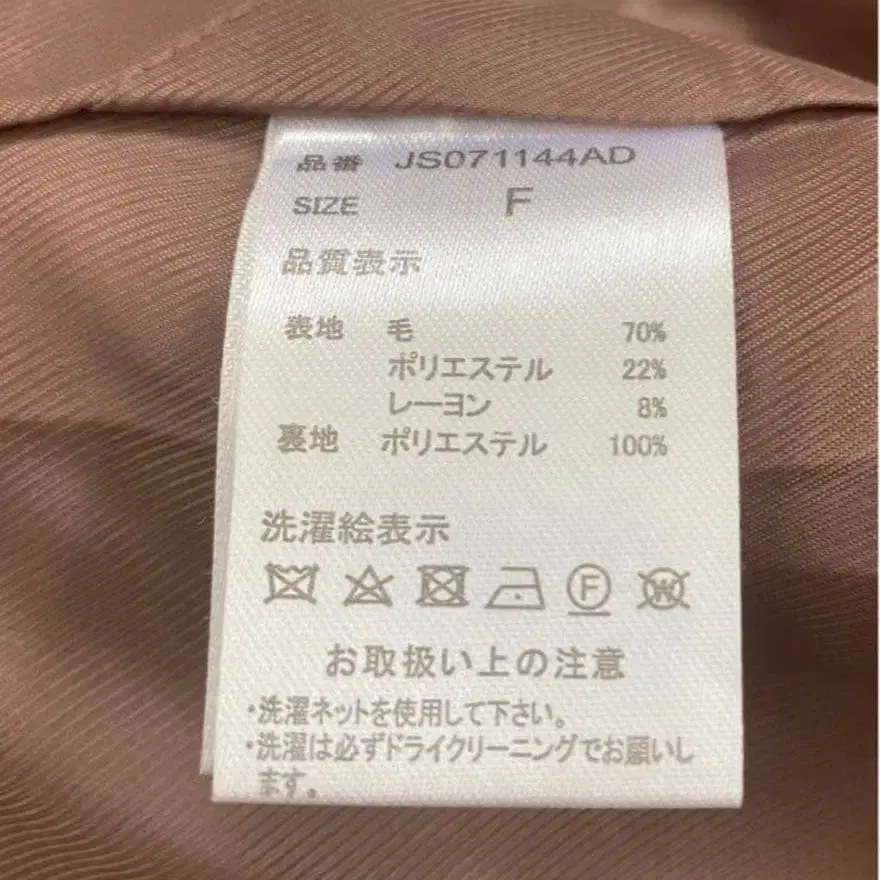 品番 JS071144AD
SIZE F
品質表示
表地 毛 70%
ポリエステル 22%
レーヨン 8%
裏地 ポリエステル 100%
洗濯絵表示
F W
お取扱い上の注意
・洗濯ネットを使用して下さい。
・洗濯は必ずドライクリーニングでお願いし
ます。